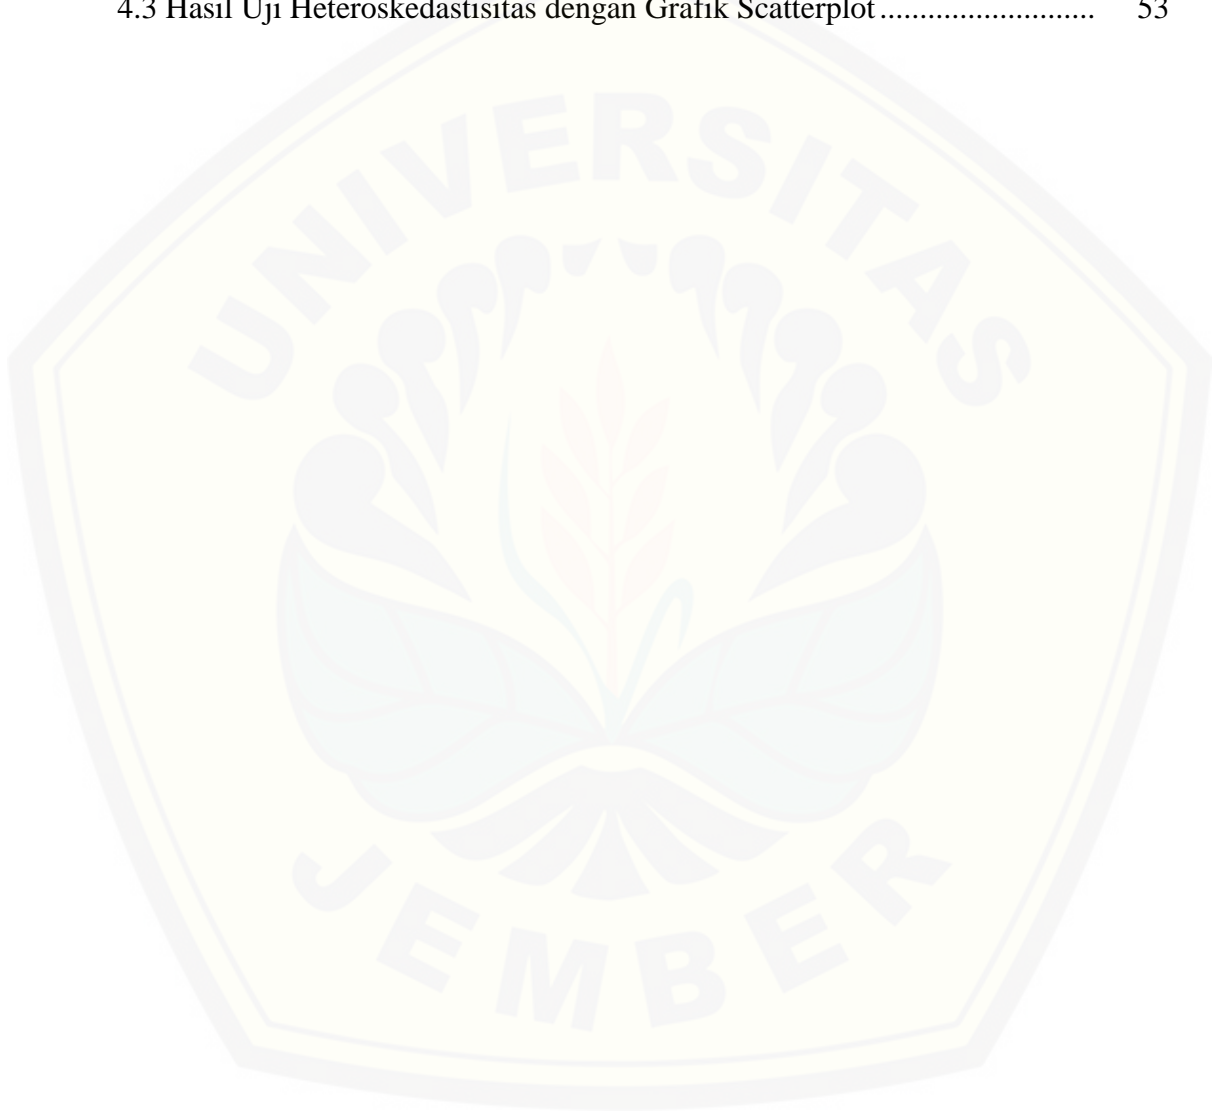 4.3 Hasil Uji Heteroskedastisitas dengan Grafik Scatterplot........................... 53
UNIVERSITAS
JEMBER